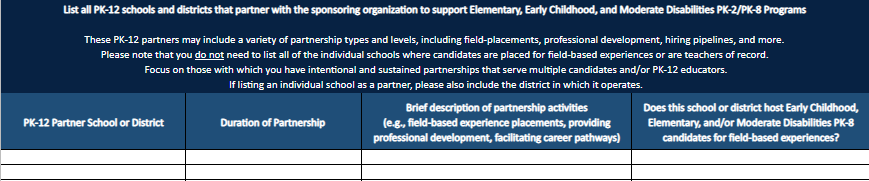 List all PK-12 schools and districts that partner with the sponsoring organization to support Elementary, Early Childhood, and Moderate Disabilities PK-2/PK-8 Programs
These PK-12 partners may include a variety of partnership types and levels, including field-placements, professional development, hiring pipelines, and more.
Please note that you do not need to list all of the individual schools where candidates are placed for field-based experiences or are teachers of record.
Focus on those with which you have intentional and sustained partnerships that serve multiple candidates and/or PK-12 educators.
If listing an individual school as a partner, please also include the district in which it operates.
PK-12 Partner School or District
Duration of Partnership
Brief description of partnership activities
(e.g., field-based experience placements, providing
professional development, facilitating career pathways)
Does this school or district host Early Childhood,
Elementary, and/or Moderate Disabilities PK-8
candidates for field-based experiences?